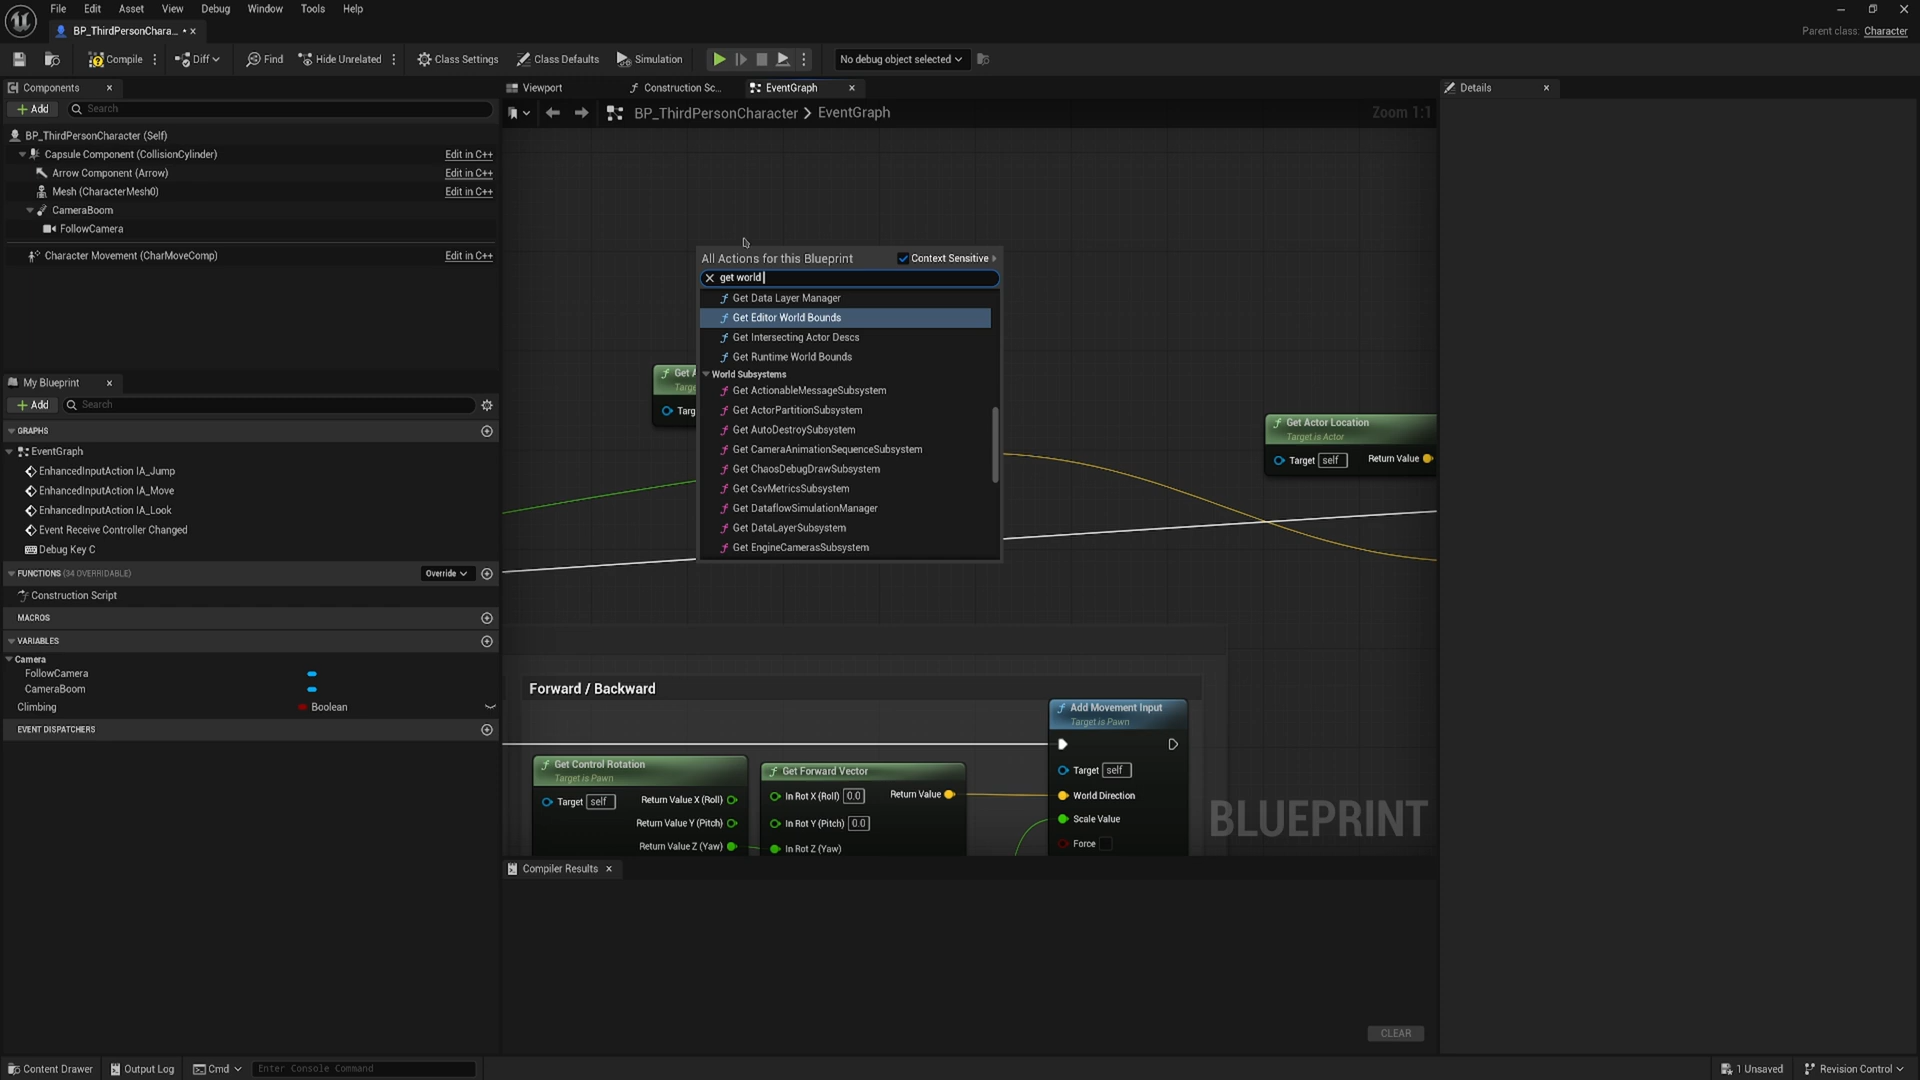 File Edit Asset View Debug Window Tools Help
BP_ThirdPersonChara...
Parent class: Character
Compile Diff Find Hide Unrelated Class Settings Class Defaults Simulation No debug object selected
Components
Add Search
BP_ThirdPersonCharacter (Self)
Capsule Component (CollisionCylinder) Edit in C++
Arrow Component (Arrow) Edit in C++
Mesh (CharacterMesh0) Edit in C++
CameraBoom
FollowCamera
Character Movement (CharMoveComp) Edit in C++
My Blueprint
Add Search
GRAPHS
EventGraph
EnhancedInputAction IA_Jump
EnhancedInputAction IA_Move
EnhancedInputAction IA_Look
Event Receive Controller Changed
Debug Key C
FUNCTIONS (34 OVERRIDABLE) Override
Construction Script
MACROS
VARIABLES
Camera
FollowCamera
CameraBoom
Climbing Boolean
EVENT DISPATCHERS
Viewport Construction Sc... EventGraph
BP_ThirdPersonCharacter > EventGraph
Zoom 1:1
All Actions for this Blueprint Context Sensitive
get world
Get Data Layer Manager
Get Editor World Bounds
Get Intersecting Actor Descs
Get Runtime World Bounds
World Subsystems
Get ActionableMessageSubsystem
Get ActorPartitionSubsystem
Get AutoDestroySubsystem
Get CameraAnimationSequenceSubsystem
Get ChaosDebugDrawSubsystem
Get CsvMetricsSubsystem
Get DataflowSimulationManager
Get DataLayerSubsystem
Get EngineCamerasSubsystem
Get A
Targe
Targ
Get Actor Location
Target is Actor
Target self Return Value
Forward / Backward
Get Control Rotation
Target is Pawn
Target self Return Value X (Roll)
Return Value Y (Pitch)
Return Value Z (Yaw)
Get Forward Vector
In Rot X (Roll) 0.0 Return Value
In Rot Y (Pitch) 0.0
In Rot Z (Yaw)
Add Movement Input
Target is Pawn
Target self
World Direction
Scale Value
Force
BLUEPRINT
Compiler Results
CLEAR
Details
Content Drawer Output Log Cmd Enter Console Command
1 Unsaved Revision Control